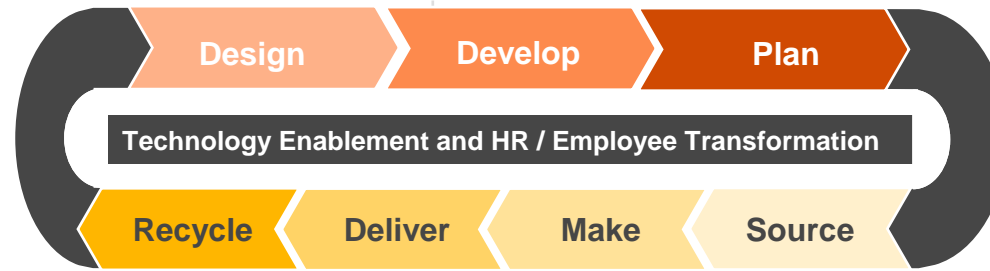 Design Develop Plan
Technology Enablement and HR / Employee Transformation
Recycle Deliver Make Source